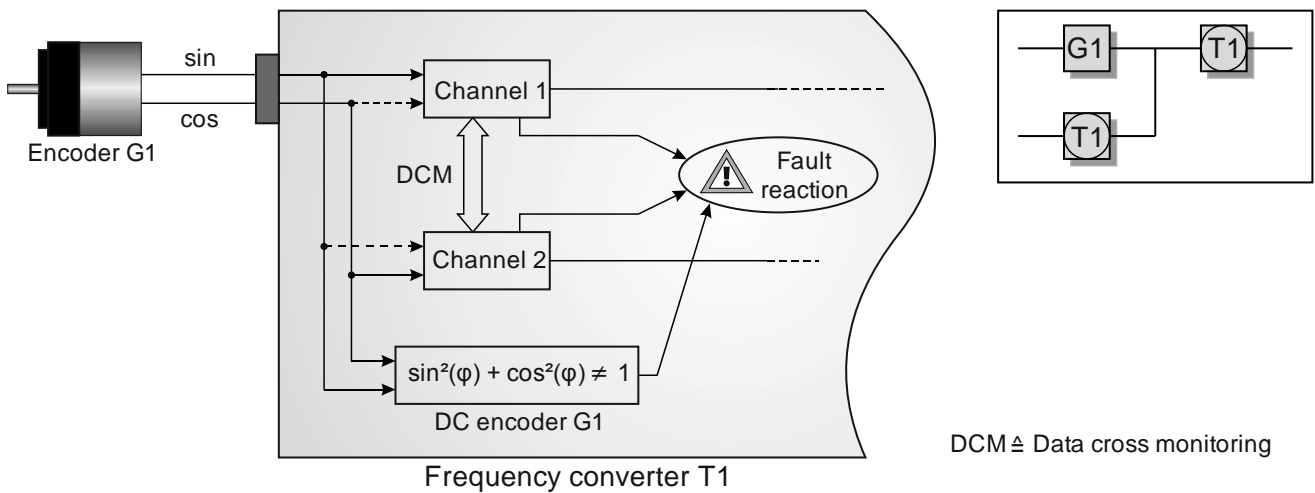 sin
cos
Encoder G1
Channel 1
DCM
Channel 2
Fault
reaction
sin²(φ) + cos²(φ) ≠ 1
DC encoder G1
Frequency converter T1
G1
T1
T1
DCM ≙ Data cross monitoring